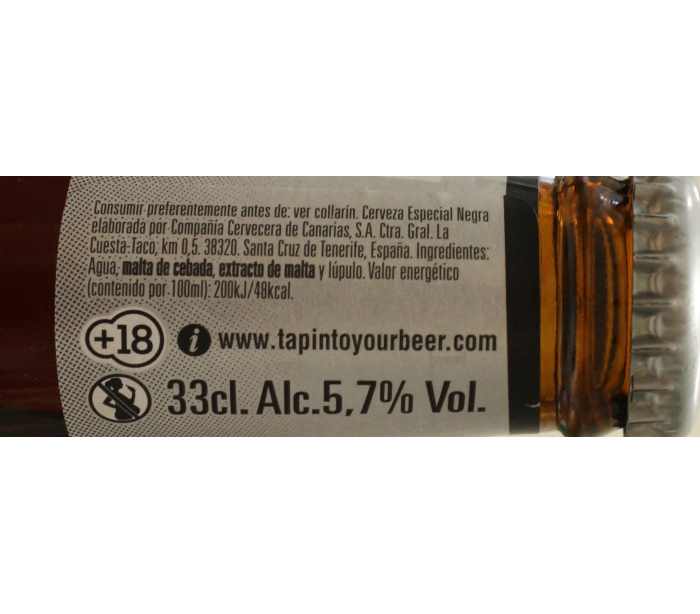 Consumir preferentemente antes de: ver collarín. Cerveza Especial Negra
elaborada por Compañía Cervecera de Canarias, S.A. Ctra. Gral. La
Cuesta-Taco, km 0,5. 38320. Santa Cruz de Tenerife, España. Ingredientes:
Agua, malta de cebada, extracto de malta y lúpulo. Valor energético
(contenido por 100ml): 200kJ/48kcal.
+18 i www.tapintoyourbeer.com
33cl. Alc.5,7% Vol.